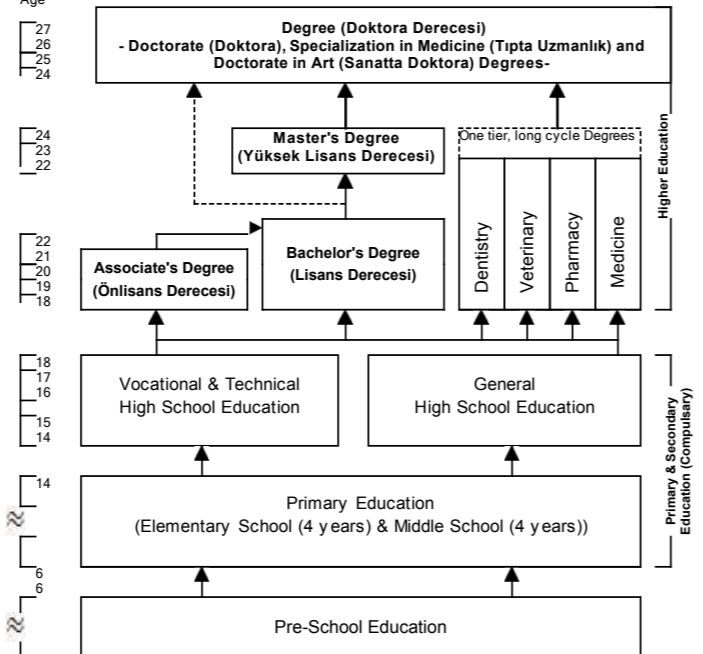 Age
27
26
25
24
Degree (Doktora Derecesi)
- Doctorate (Doktora), Specialization in Medicine (Tıpta Uzmanlık) and
Doctorate in Art (Sanatta Doktora) Degrees-
24
23
22
Master's Degree
(Yüksek Lisans Derecesi)
One tier, long cycle Degrees
Higher Education
22
21
20
19
18
Associate's Degree
(Önlisans Derecesi)
Bachelor's Degree
(Lisans Derecesi)
Dentistry
Veterinary
Pharmacy
Medicine
18
17
16
15
14
Vocational & Technical
High School Education
General
High School Education
Primary & Secondary
Education (Compulsary)
14
≈
6
Primary Education
(Elementary School (4 years) & Middle School (4 years))
6
≈
Pre-School Education